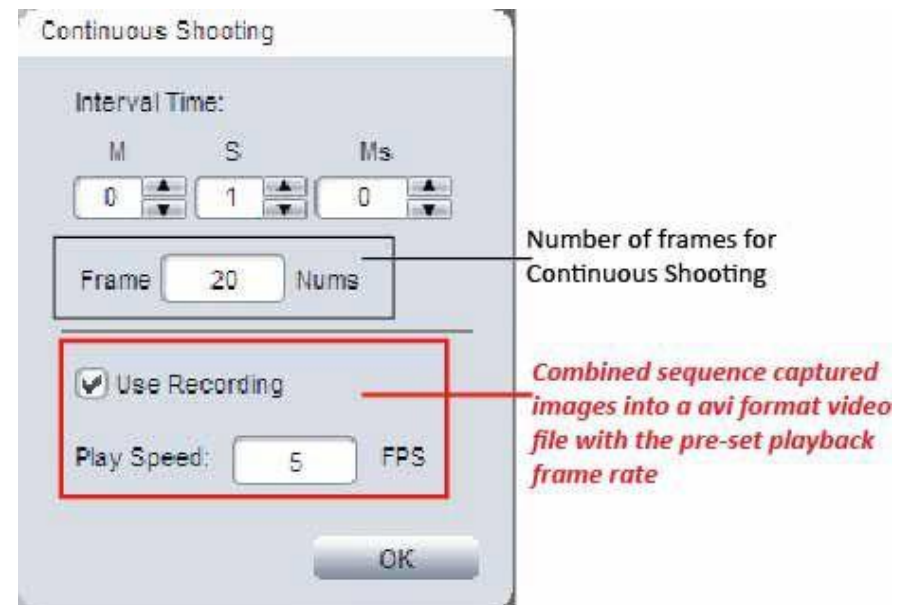 Continuous Shooting
Interval Time:
M S Ms
0 1 0
Frame 20 Nums
Number of frames for
Continuous Shooting
Use Recording
Play Speed: 5 FPS
Combined sequence captured
images into a avi format video
file with the pre-set playback
frame rate
OK